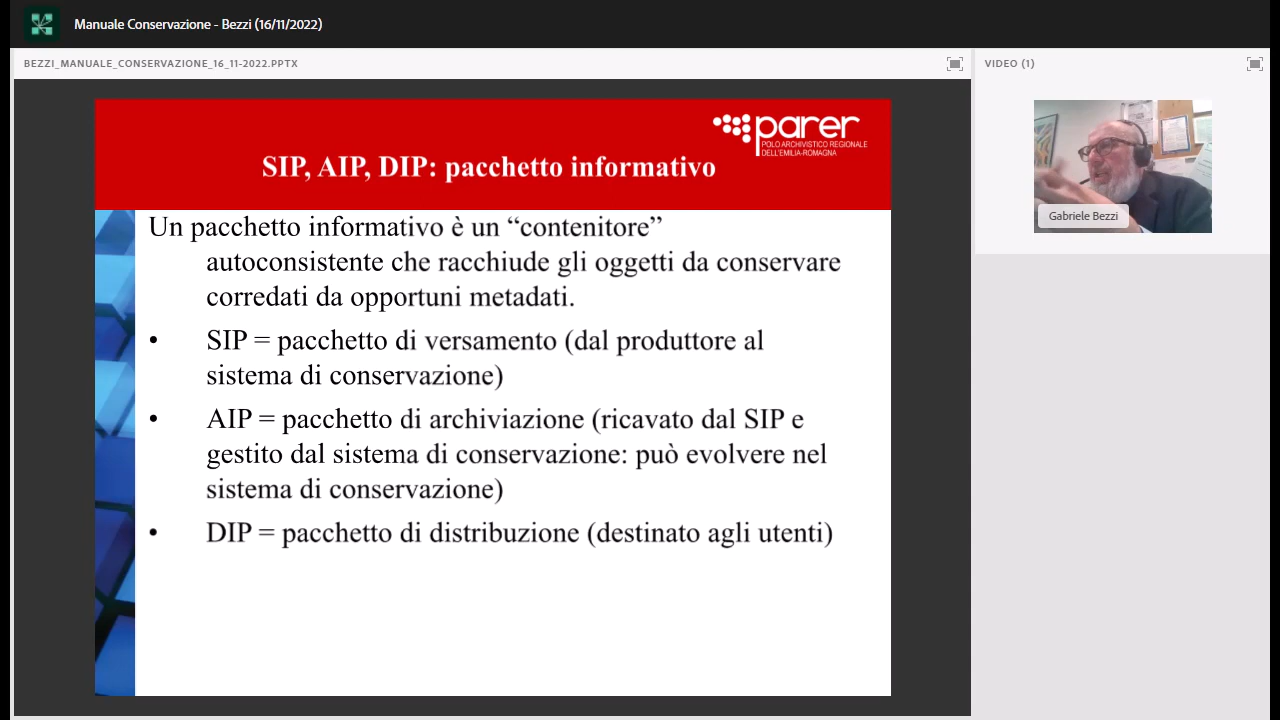 Manuale Conservazione - Bezzi (16/11/2022)
BEZZI_MANUALE_CONSERVAZIONE_16_11-2022.PPTX
VIDEO (1)
parer
POLO ARCHIVISTICO REGIONALE
DELL'EMILIA-ROMAGNA
SIP, AIP, DIP: pacchetto informativo
Un pacchetto informativo è un “contenitore”
autoconsistente che racchiude gli oggetti da conservare
corredati da opportuni metadati.
• SIP = pacchetto di versamento (dal produttore al
sistema di conservazione)
• AIP = pacchetto di archiviazione (ricavato dal SIP e
gestito dal sistema di conservazione: può evolvere nel
sistema di conservazione)
• DIP = pacchetto di distribuzione (destinato agli utenti)
Gabriele Bezzi